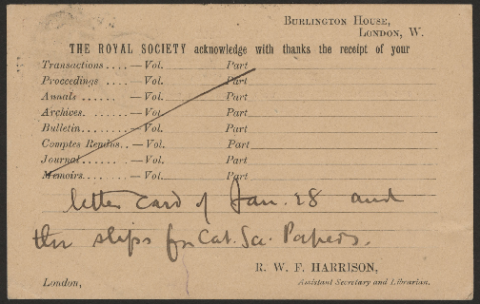 BURLINGTON HOUSE,
LONDON, W.
THE ROYAL SOCIETY acknowledge with thanks the receipt of your
Transactions .... — Vol. Part
Proceedings .... — Vol. Part
Annals ...... — Vol. Part
Archives ...... — Vol. Part
Bulletin ...... — Vol. Part
Comptes Rendus .. — Vol. Part
Journal ...... — Vol. Part
Memoirs ...... — Vol. Part
letter card of Jan. 28 and
the slips for Cat. Sc. Papers.
R. W. F. HARRISON,
London, Assistant Secretary and Librarian.